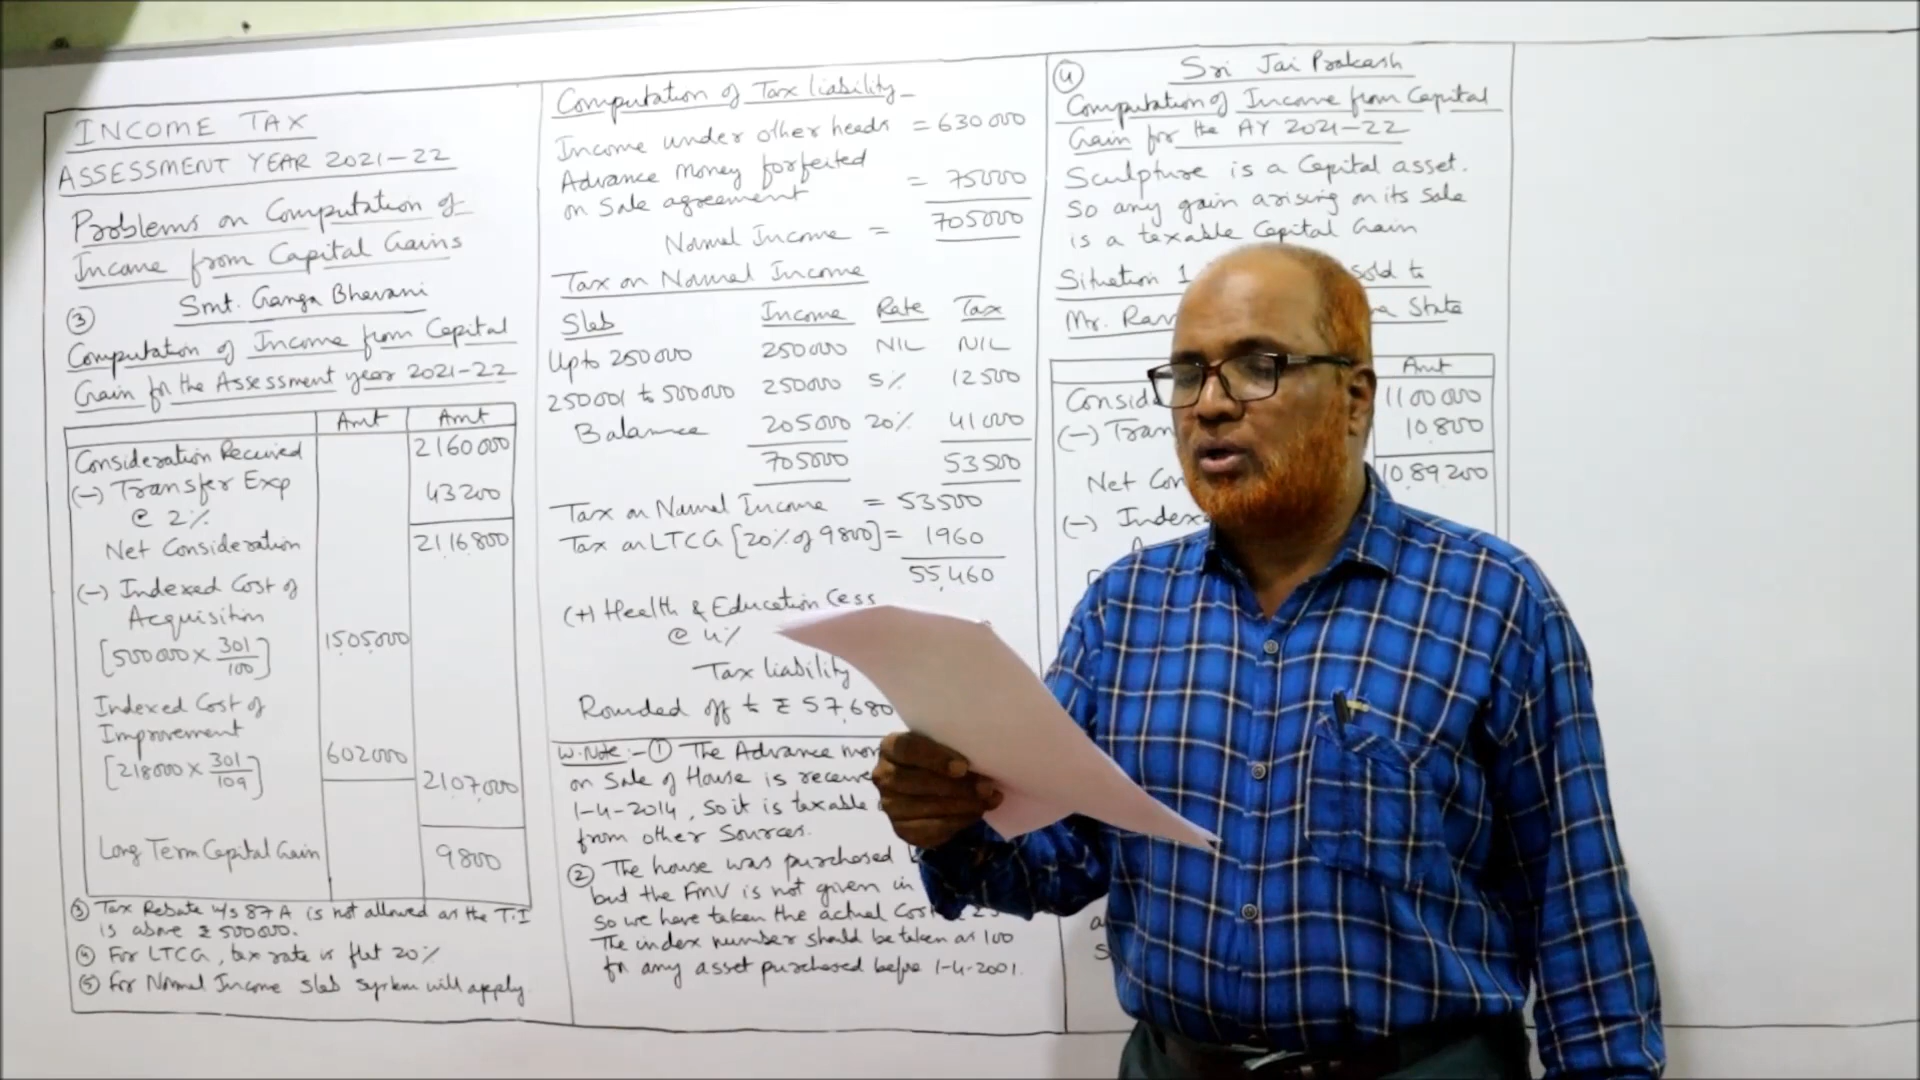 INCOME TAX
ASSESSMENT YEAR 2021-22
Problems on Computation of
Income from Capital Gains
③ Smt. Ganga Bhavani
Computation of Income from Capital
Gain for the Assessment year 2021-22
Amt Amt
Consideration Received 2160000
(-) Transfer Exp 43200
@ 2%
Net Consideration 2116800
(-) Indexed Cost of
Acquisition
[500000 × 301/100] 1505000
Indexed Cost of
Improvement
[218000 × 301/109] 602000
2107000
Long Term Capital Gain 9800
③ Tax Rebate u/s 87A is not allowed as the T.I
is above ₹ 500000.
④ For LTCG, tax rate is flat 20%
⑤ For Normal Income slab system will apply
Computation of Tax liability
Income under other heads = 630000
Advance money forfeited
on Sale agreement = 75000
705000
Normal Income =
Tax on Normal Income
Slab Income Rate Tax
Up to 250000 250000 NIL NIL
250001 to 500000 250000 5% 12500
Balance 205000 20% 41000
705000 53500
Tax on Normal Income = 53500
Tax on LTCG [20% of 9800] = 1960
55,460
(+) Health & Education Cess
@ 4%
Tax liability
Rounded off to ₹ 57,680
W.Note:- ① The Advance
on Sale of House is
1-4-2014, So it is taxable
from other Sources.
② The house was purchased
but the FMV is not given in
So we have taken the actual
The index number should be taken as 100
for any asset purchased before 1-4-2001.
④ Sri Jai Prakash
Computation of Income from Capital
Gain for the AY 2021-22
Sculpture is a Capital asset.
So any gain arising on its sale
is a taxable Capital Gain
Situation 1 sold to
Mr. State
Amt
1100000
(-) 10,800
Net 10,89,200
(-)